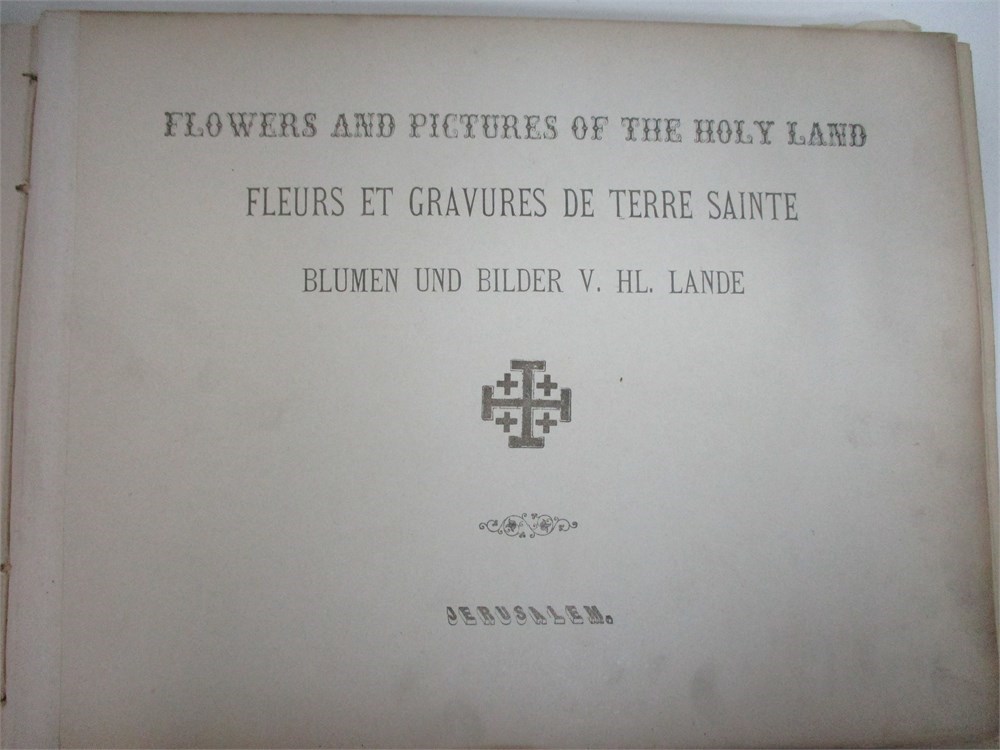 FLOWERS AND PICTURES OF THE HOLY LAND
FLEURS ET GRAVURES DE TERRE SAINTE
BLUMEN UND BILDER V. HL. LANDE
JERUSALEM.